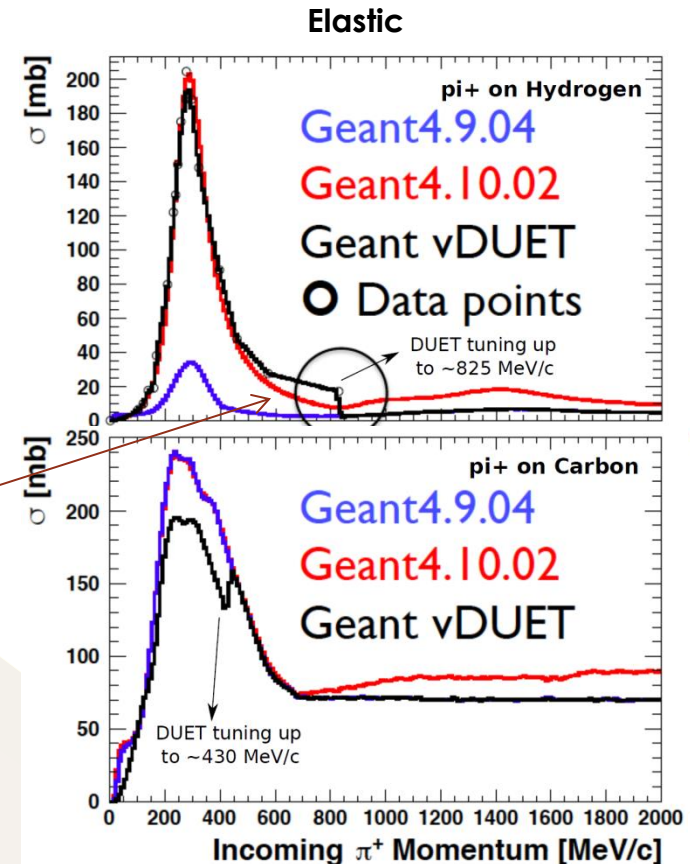 Elastic
σ [mb]
200
180
160
140
120
100
80
60
40
20
0
pi+ on Hydrogen
Geant4.9.04
Geant4.10.02
Geant vDUET
O Data points
DUET tuning up
to ~825 MeV/c
σ [mb]
250
200
150
100
50
0
pi+ on Carbon
Geant4.9.04
Geant4.10.02
Geant vDUET
DUET tuning up
to ~430 MeV/c
0 200 400 600 800 1000 1200 1400 1600 1800 2000
Incoming π⁺ Momentum [MeV/c]